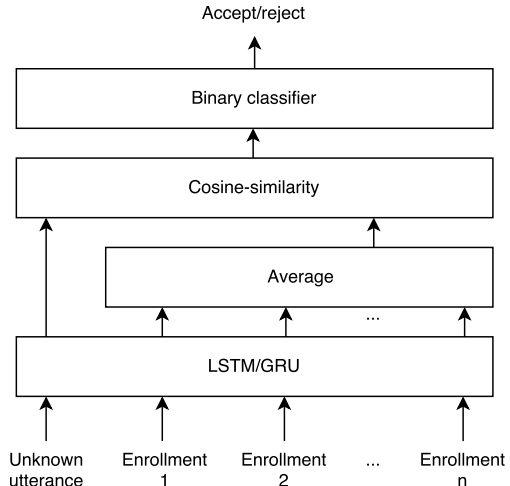 Accept/reject
Binary classifier
Cosine-similarity
Average
...
LSTM/GRU
Unknown utterance
Enrollment 1
Enrollment 2
...
Enrollment n